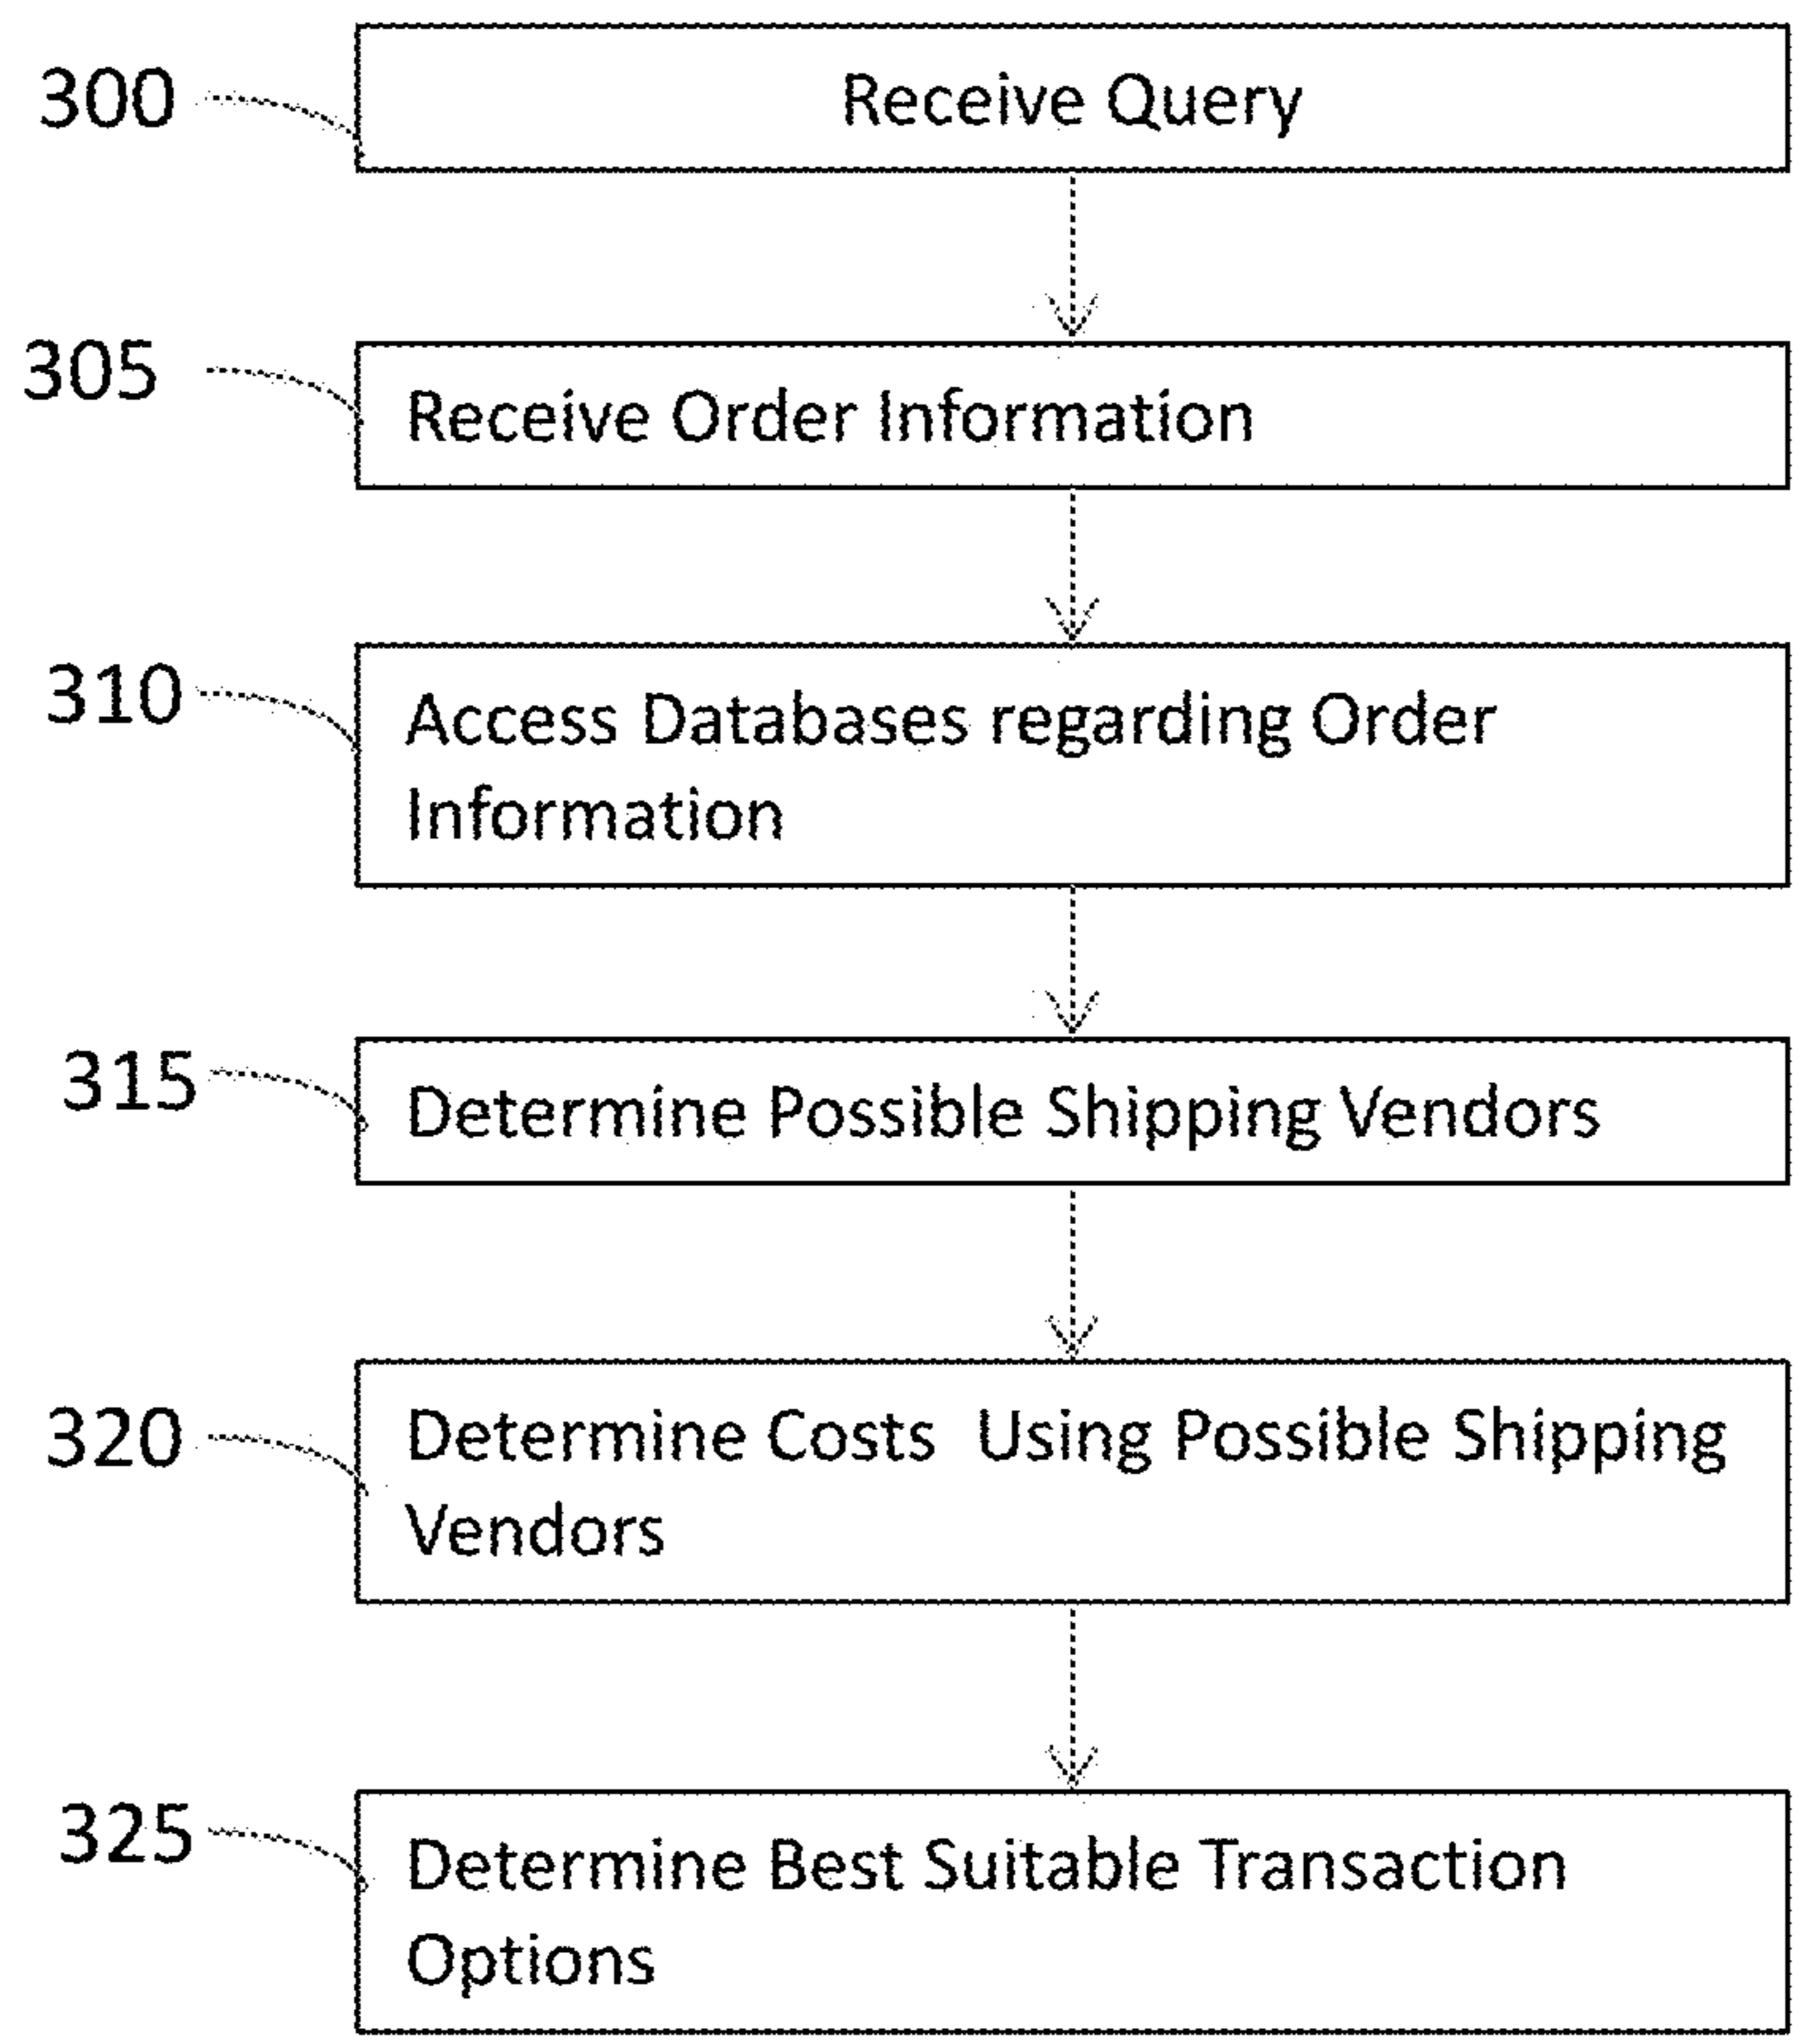 300
Receive Query
305
Receive Order Information
310
Access Databases regarding Order
Information
315
Determine Possible Shipping Vendors
320
Determine Costs  Using Possible Shipping
Vendors
325
Determine Best Suitable Transaction
Options